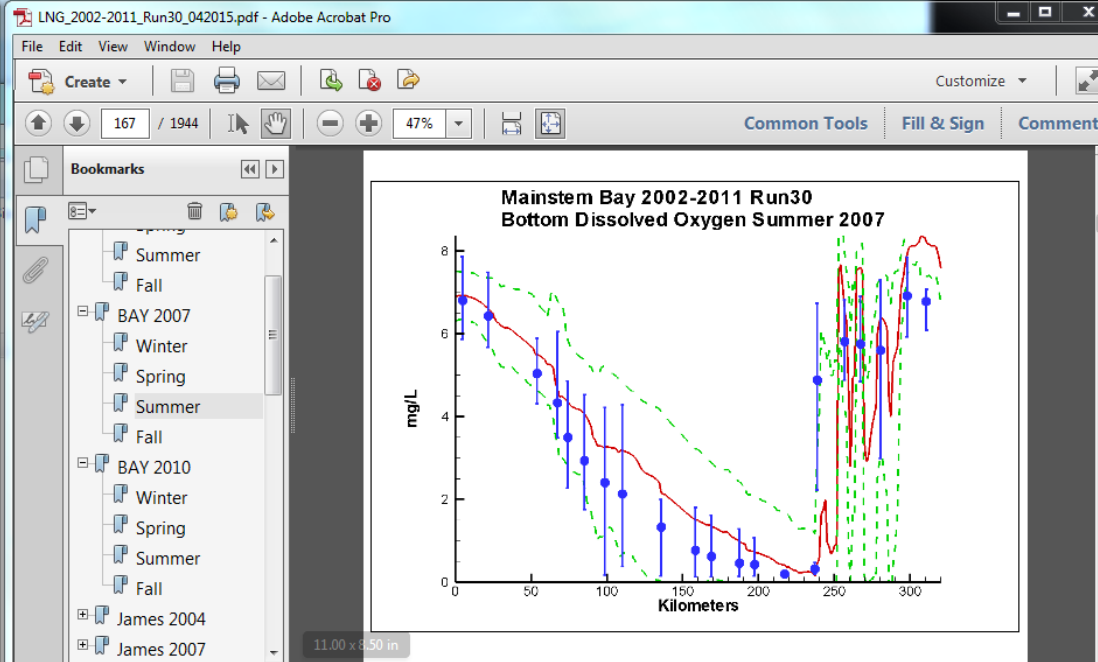 LNG_2002-2011_Run30_042015.pdf - Adobe Acrobat Pro
File Edit View Window Help
Create
Customize
167 / 1944
47%
Common Tools
Fill & Sign
Comment
Bookmarks
Spring
Summer
Fall
BAY 2007
Winter
Spring
Summer
Fall
BAY 2010
Winter
Spring
Summer
Fall
James 2004
James 2007
Mainstem Bay 2002-2011 Run30
Bottom Dissolved Oxygen Summer 2007
8
6
4
2
0
mg/L
0 50 100 150 200 250 300
Kilometers
11.00 x 8.50 in